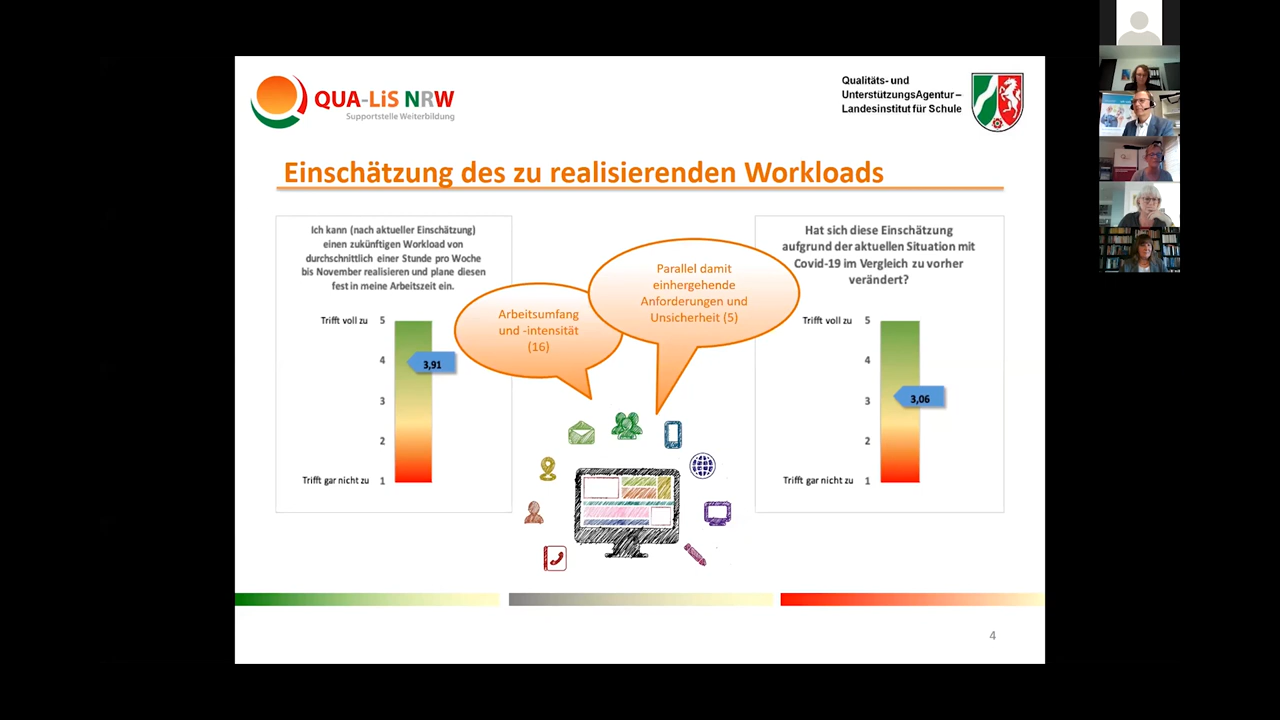 QUA-LiS NRW
Supportstelle Weiterbildung
Qualitäts- und
UnterstützungsAgentur –
Landesinstitut für Schule
Einschätzung des zu realisierenden Workloads
Ich kann (nach aktueller Einschätzung)
einen zukünftigen Workload von
durchschnittlich einer Stunde pro Woche
bis November realisieren und plane diesen
fest in meine Arbeitszeit ein.
Trifft voll zu 5
4
3,91
3
2
Trifft gar nicht zu 1
Arbeitsumfang
und -intensität
(16)
Parallel damit
einhergehende
Anforderungen und
Unsicherheit (5)
Hat sich diese Einschätzung
aufgrund der aktuellen Situation mit
Covid-19 im Vergleich zu vorher
verändert?
Trifft voll zu 5
4
3
3,06
2
Trifft gar nicht zu 1
4